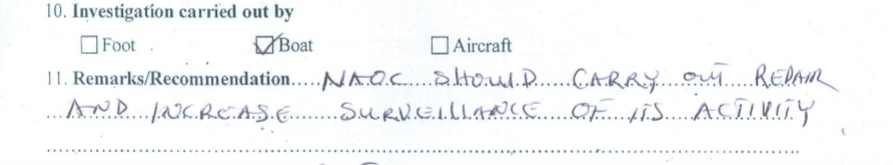 10. Investigation carried out by
☐ Foot . ☑ Boat ☐ Aircraft
11. Remarks/Recommendation.....NAOC SHOULD CARRY OUT REPAIR
AND INCREASE SURVEILLANCE OF ITS ACTIVITY